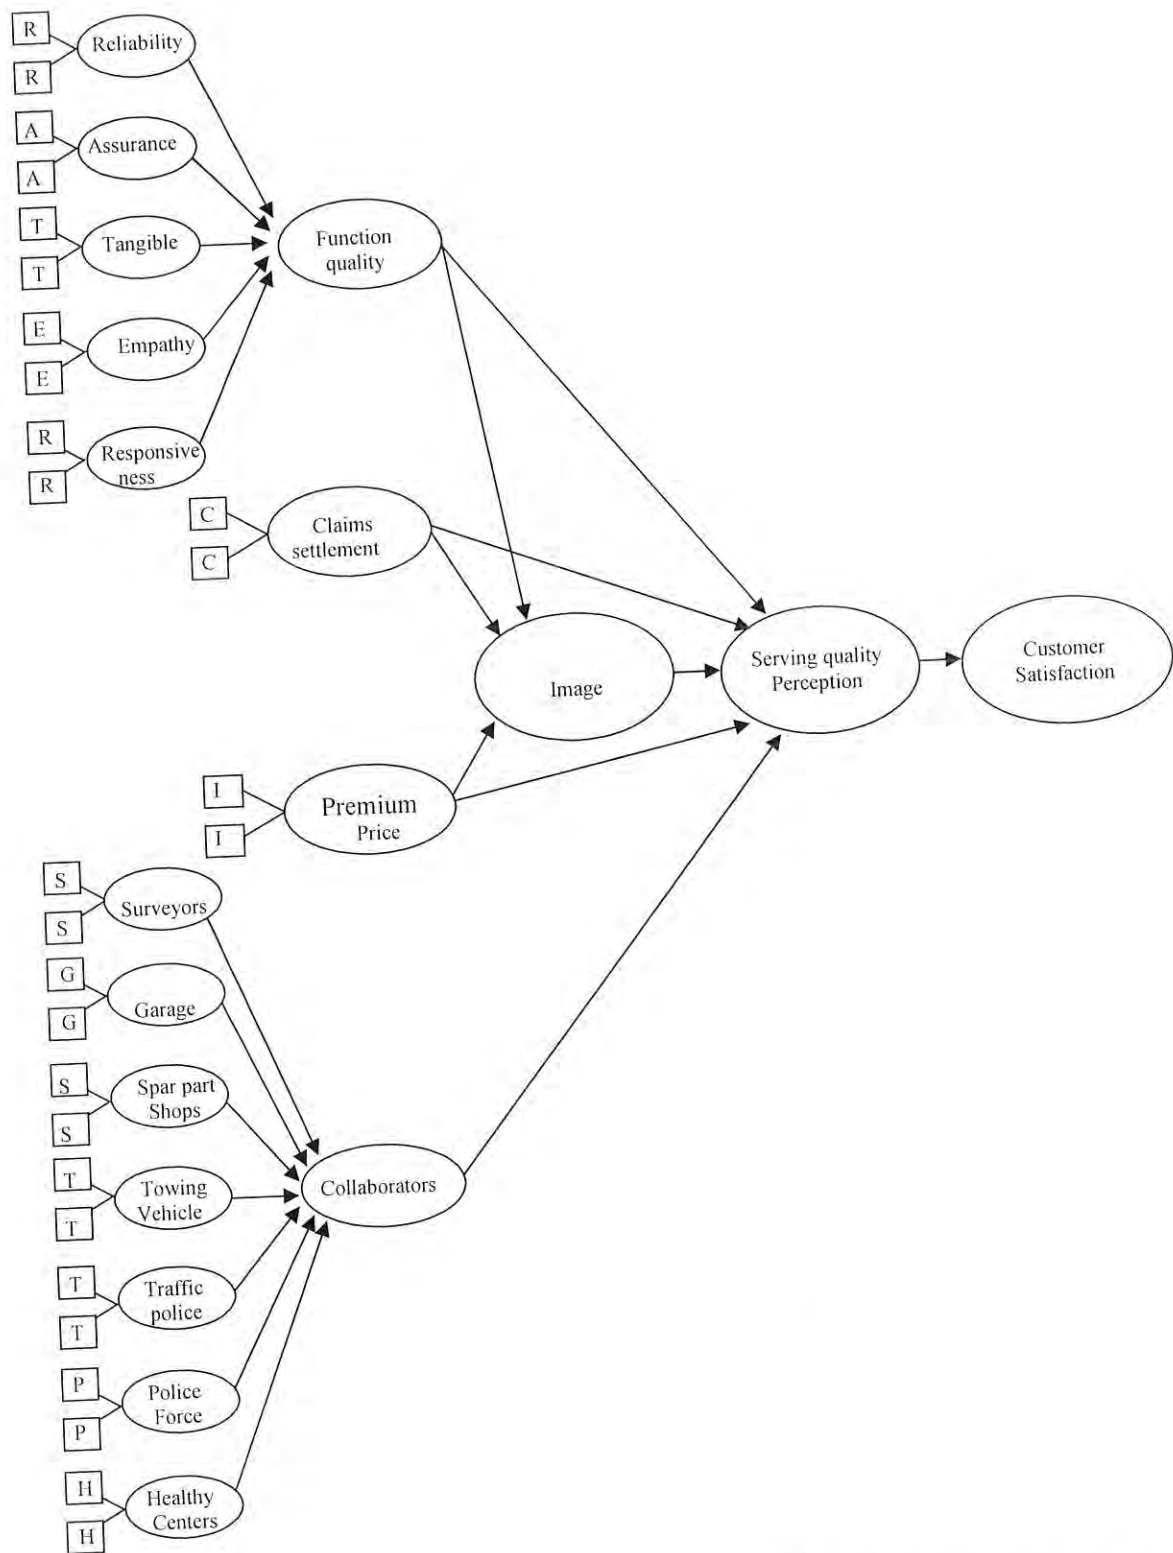 R
Reliability
R
A
Assurance
A
T
Tangible
T
Function
quality
E
Empathy
E
R
Responsive
ness
R
C
Claims
settlement
C
Image
Serving quality
Perception
Customer
Satisfaction
I
Premium
Price
I
S
Surveyors
S
G
Garage
G
S
Spar part
Shops
S
T
Towing
Vehicle
T
Collaborators
T
Traffic
police
T
P
Police
Force
P
H
Healthy
Centers
H